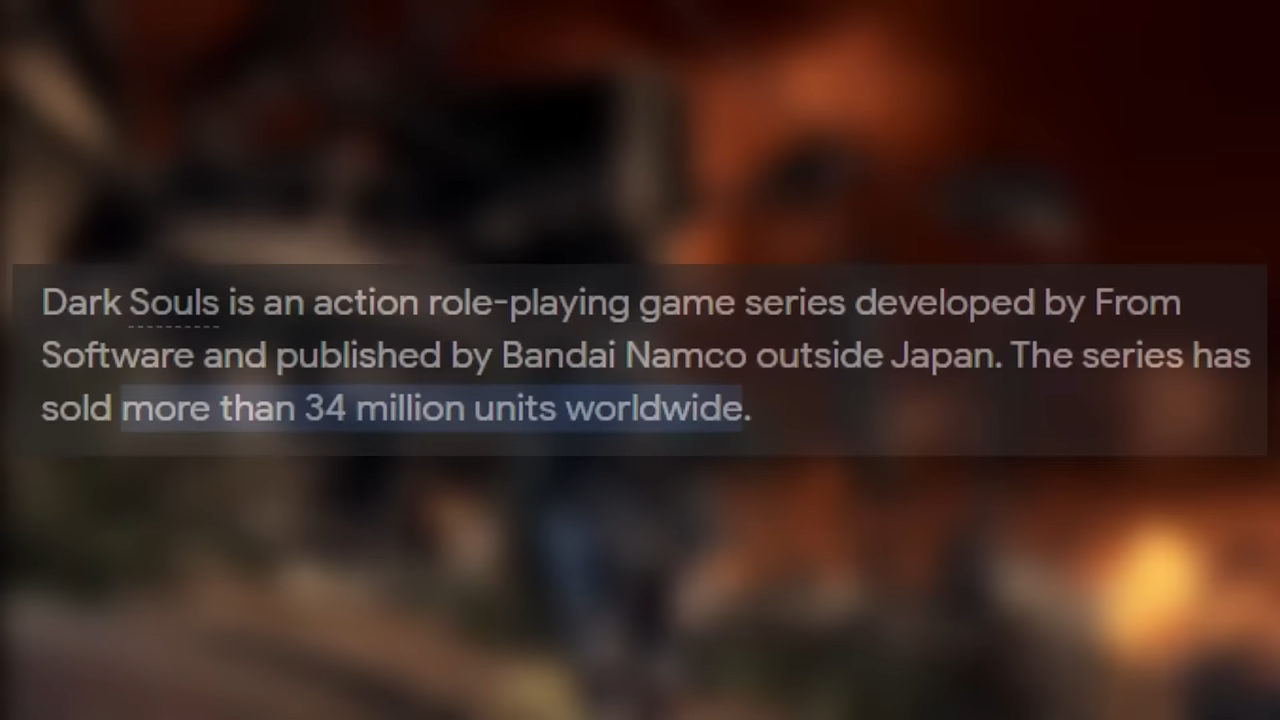 Dark Souls is an action role-playing game series developed by From
Software and published by Bandai Namco outside Japan. The series has
sold more than 34 million units worldwide.